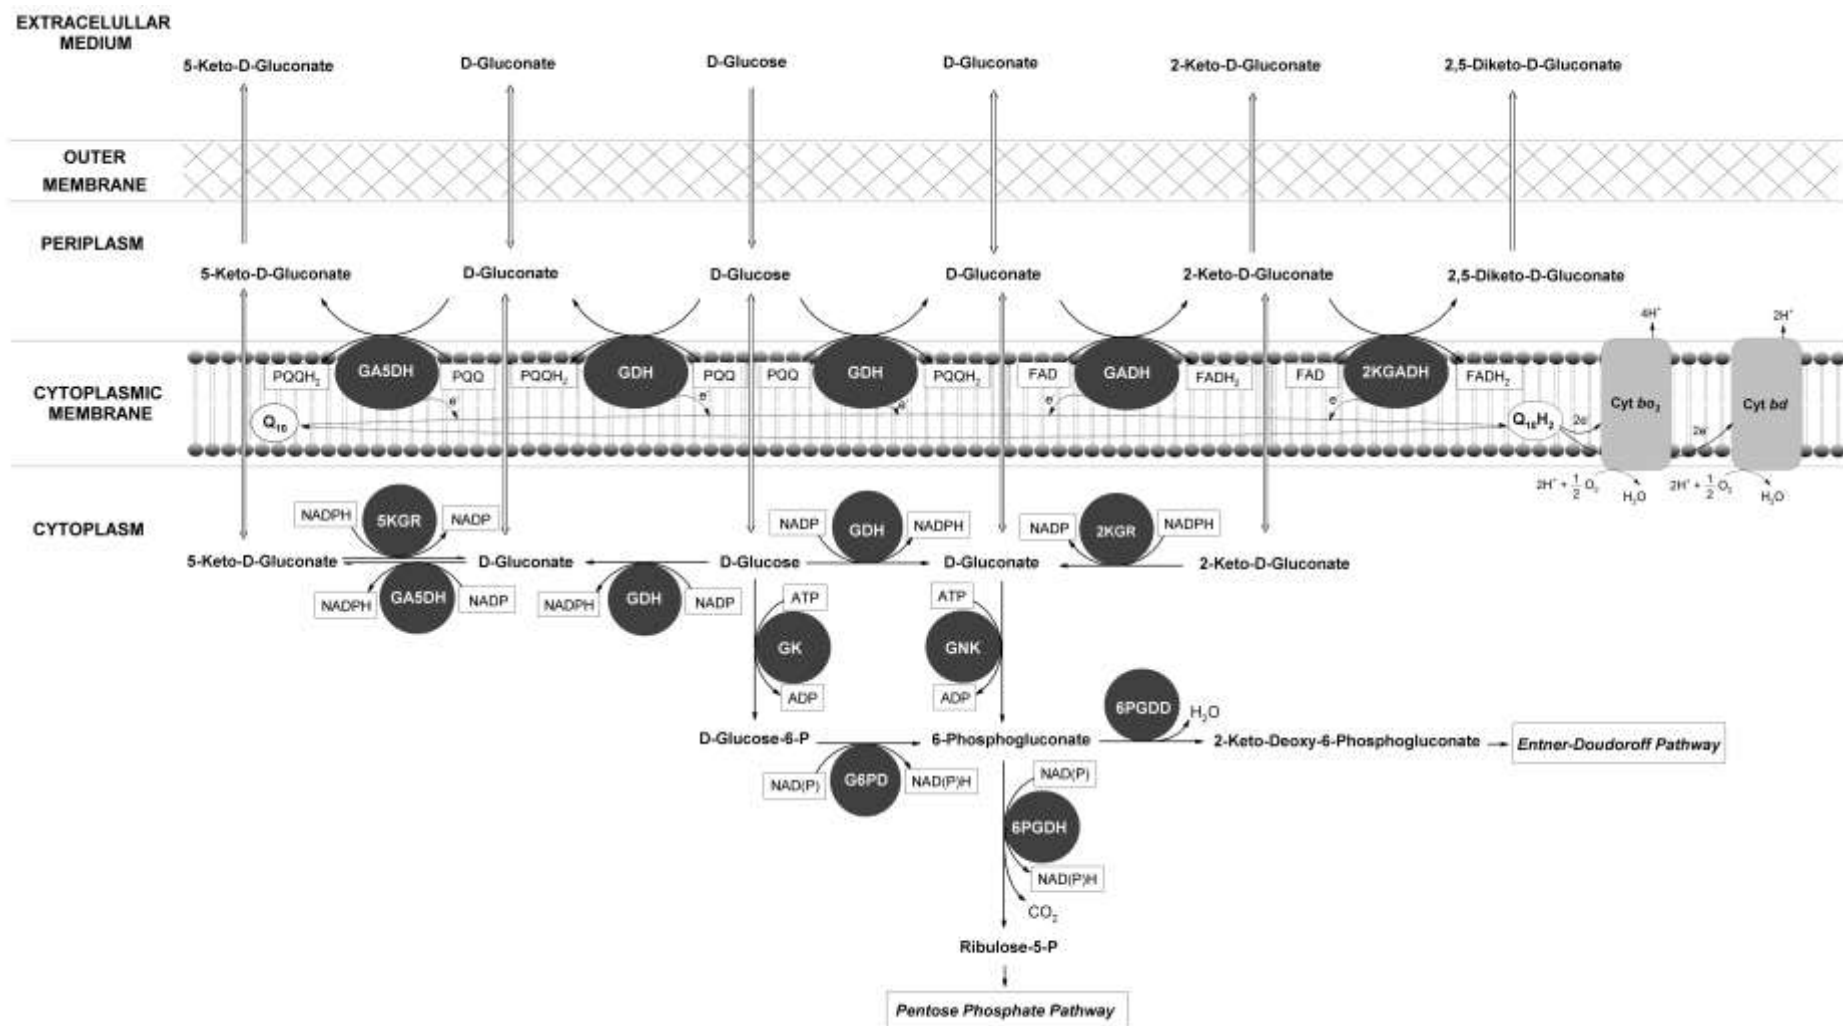 EXTRACELULLAR
MEDIUM
5-Keto-D-Gluconate
D-Gluconate
D-Glucose
D-Gluconate
2-Keto-D-Gluconate
2,5-Diketo-D-Gluconate
OUTER
MEMBRANE
PERIPLASM
5-Keto-D-Gluconate
D-Gluconate
D-Glucose
D-Gluconate
2-Keto-D-Gluconate
2,5-Diketo-D-Gluconate
4H⁺
2H⁺
CYTOPLASMIC
MEMBRANE
PQQH₂
GA5DH
PQQ
PQQH₂
GDH
PQQ
PQQ
GDH
PQQH₂
FAD
GADH
FADH₂
FAD
2KGADH
FADH₂
e⁻
e⁻
e⁻
e⁻
e⁻
Q₁₀
Q₁₀H₂
2e⁻
Cyt bo₃
2e⁻
Cyt bd
2H⁺ + 1/2 O₂
H₂O
2H⁺ + 1/2 O₂
H₂O
CYTOPLASM
NADPH
5KGR
NADP
NADP
GDH
NADPH
NADP
2KGR
NADPH
5-Keto-D-Gluconate
D-Gluconate
D-Glucose
D-Gluconate
2-Keto-D-Gluconate
NADPH
GA5DH
NADP
NADPH
GDH
NADP
ATP
GK
ADP
ATP
GNK
ADP
6PGDD
H₂O
D-Glucose-6-P
6-Phosphogluconate
2-Keto-Deoxy-6-Phosphogluconate
Entner-Doudoroff Pathway
NAD(P)
G6PD
NAD(P)H
NAD(P)
6PGDH
NAD(P)H
CO₂
Ribulose-5-P
Pentose Phosphate Pathway